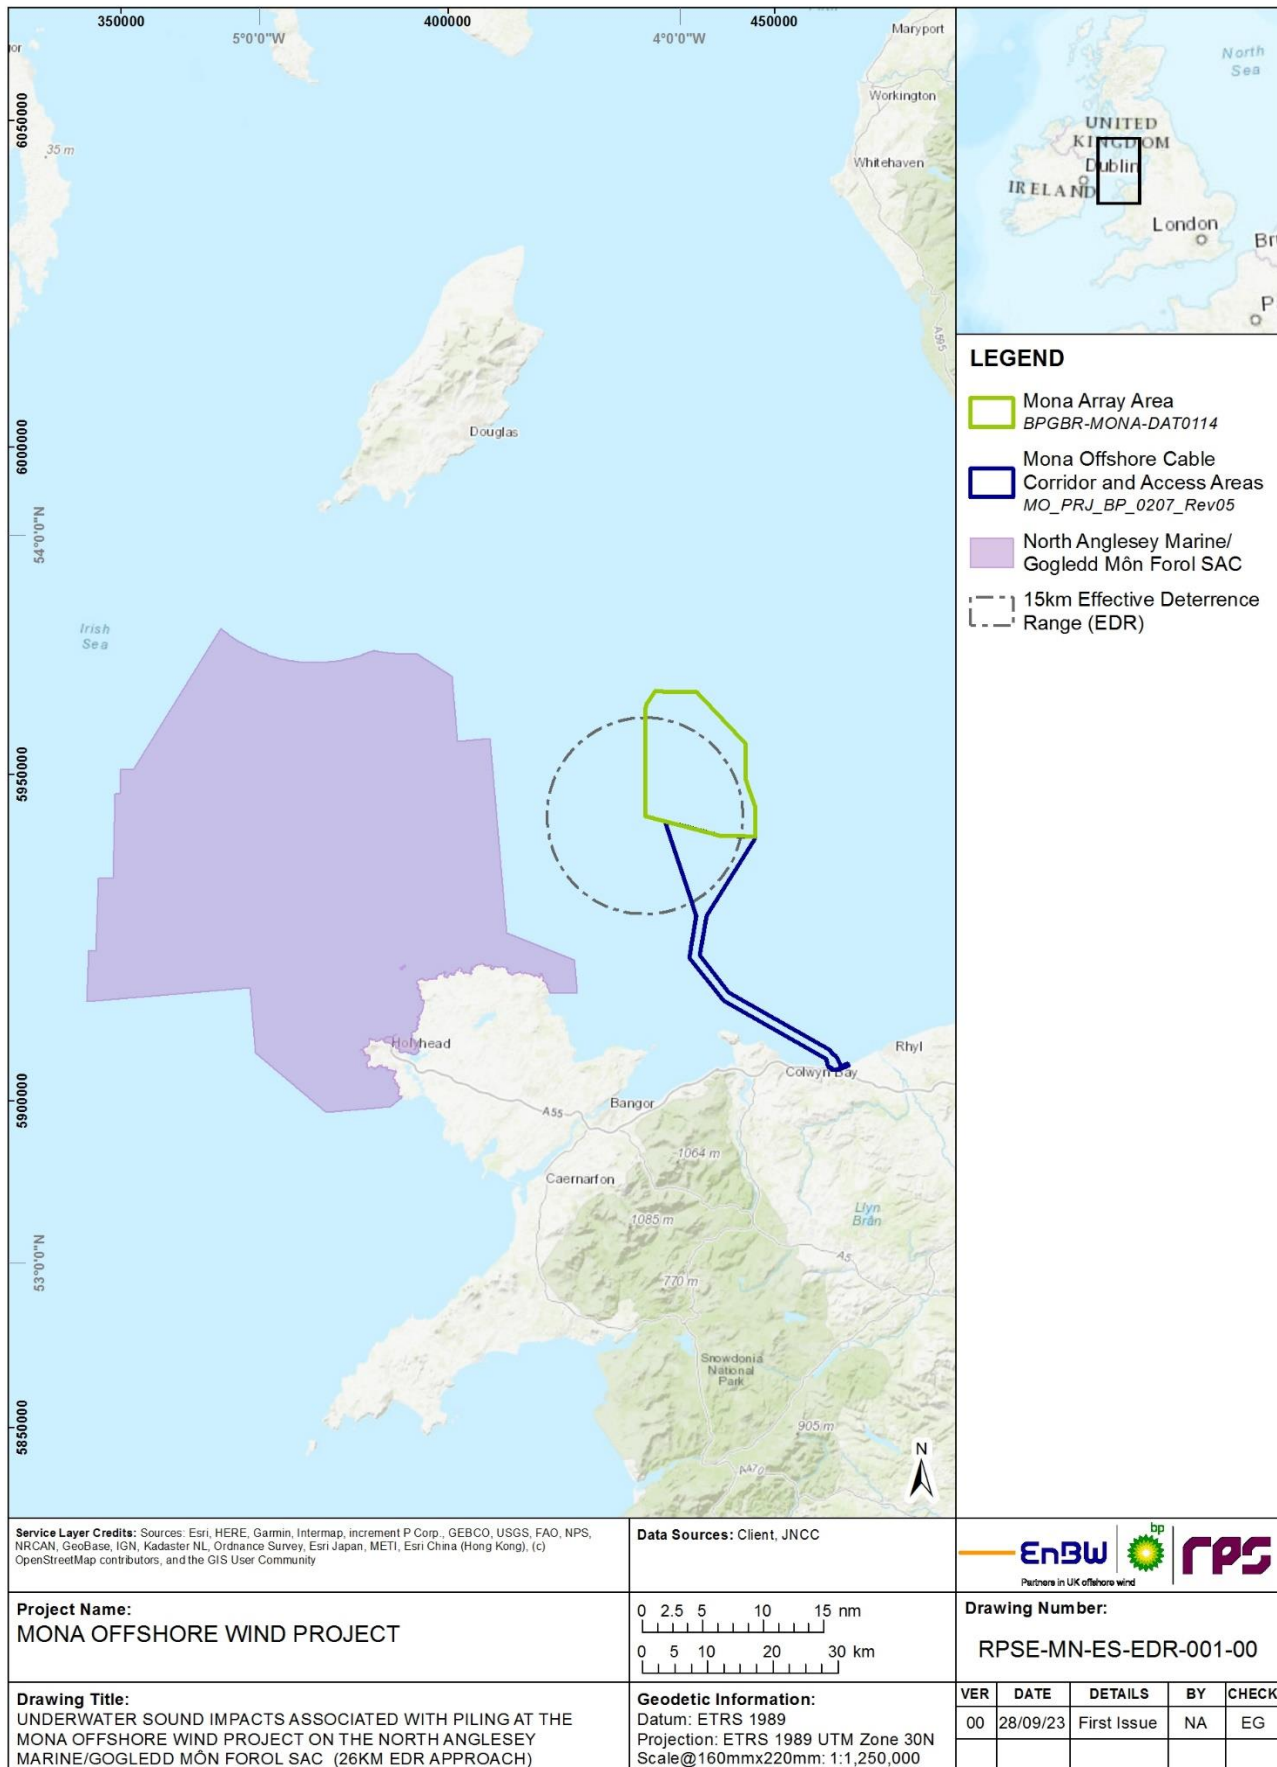 350000
400000
450000
5°0'0"W
4°0'0"W
6050000
6000000
5950000
5900000
5850000
54°0'0"N
53°0'0"N
Maryport
Workington
Whitehaven
35 m
A595
Douglas
Irish
Sea
Holyhead
A55
Bangor
Caernarfon
Colwyn Bay
Rhyl
1064 m
1085 m
Llyn
Brân
A5
770 m
Snowdonia
National
Park
905 m
A470
N
North
Sea
UNITED
KINGDOM
Dublin
IRELAND
London
LEGEND
Mona Array Area
BPGBR-MONA-DAT0114
Mona Offshore Cable
Corridor and Access Areas
MO_PRJ_BP_0207_Rev05
North Anglesey Marine/
Gogledd Môn Forol SAC
15km Effective Deterrence
Range (EDR)
Service Layer Credits: Sources: Esri, HERE, Garmin, Intermap, increment P Corp., GEBCO, USGS, FAO, NPS,
NRCAN, GeoBase, IGN, Kadaster NL, Ordnance Survey, Esri Japan, METI, Esri China (Hong Kong), (c)
OpenStreetMap contributors, and the GIS User Community
Data Sources: Client, JNCC
EnBW bp rps
Partners in UK offshore wind
Project Name:
MONA OFFSHORE WIND PROJECT
0 2.5 5 10 15 nm
0 5 10 20 30 km
Drawing Number:
RPSE-MN-ES-EDR-001-00
Drawing Title:
UNDERWATER SOUND IMPACTS ASSOCIATED WITH PILING AT THE
MONA OFFSHORE WIND PROJECT ON THE NORTH ANGLESEY
MARINE/GOGLEDD MÔN FOROL SAC (26KM EDR APPROACH)
Geodetic Information:
Datum: ETRS 1989
Projection: ETRS 1989 UTM Zone 30N
Scale@160mmx220mm: 1:1,250,000
VER DATE DETAILS BY CHECK
00 28/09/23 First Issue NA EG